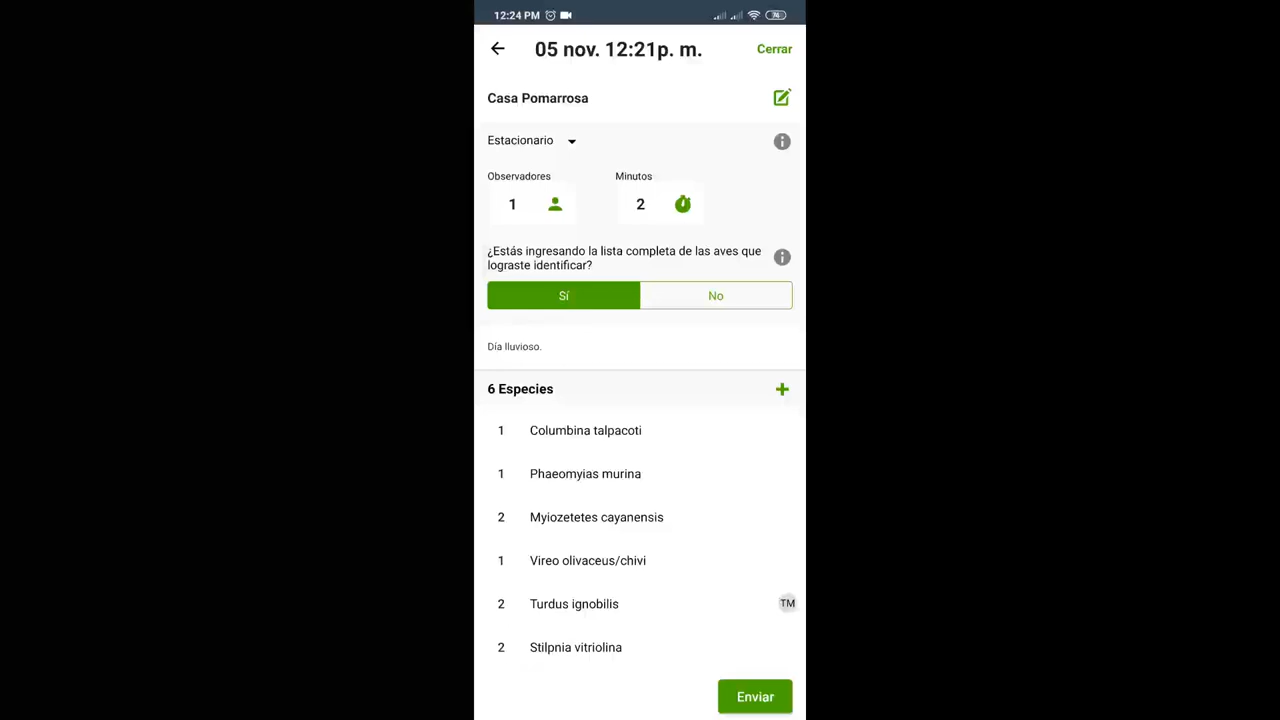 12:24 PM 74
05 nov. 12:21p. m. Cerrar
Casa Pomarrosa
Estacionario
Observadores Minutos
1 2
¿Estás ingresando la lista completa de las aves que
lograste identificar?
Sí No
Día lluvioso.
6 Especies
1 Columbina talpacoti
1 Phaeomyias murina
2 Myiozetetes cayanensis
1 Vireo olivaceus/chivi
2 Turdus ignobilis TM
2 Stilpnia vitriolina
Enviar